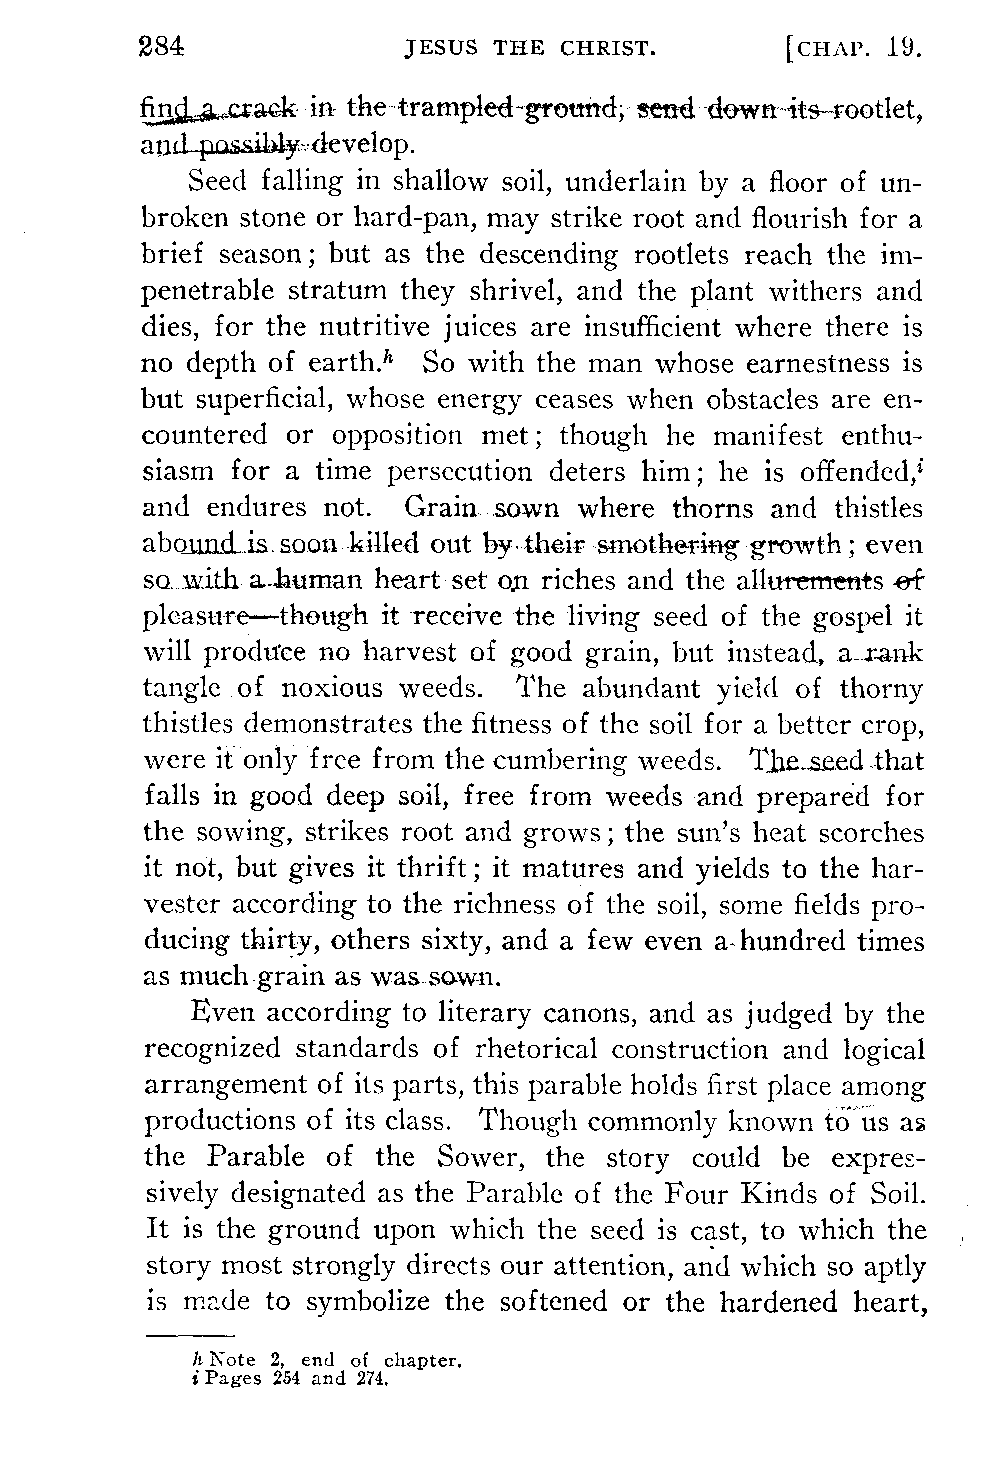 284 JESUS THE CHRIST. [CHAP. 19.
find a crack in the trampled ground, send down its rootlet,
and possibly develop.
Seed falling in shallow soil, underlain by a floor of un-
broken stone or hard-pan, may strike root and flourish for a
brief season; but as the descending rootlets reach the im-
penetrable stratum they shrivel, and the plant withers and
dies, for the nutritive juices are insufficient where there is
no depth of earth.h So with the man whose earnestness is
but superficial, whose energy ceases when obstacles are en-
countered or opposition met; though he manifest enthu-
siasm for a time persecution deters him; he is offended,i
and endures not. Grain sown where thorns and thistles
abound is soon killed out by their smothering growth; even
so with a human heart set on riches and the allurements of
pleasure—though it receive the living seed of the gospel it
will produce no harvest of good grain, but instead, a rank
tangle of noxious weeds. The abundant yield of thorny
thistles demonstrates the fitness of the soil for a better crop,
were it only free from the cumbering weeds. The seed that
falls in good deep soil, free from weeds and prepared for
the sowing, strikes root and grows; the sun's heat scorches
it not, but gives it thrift; it matures and yields to the har-
vester according to the richness of the soil, some fields pro-
ducing thirty, others sixty, and a few even a hundred times
as much grain as was sown.
Even according to literary canons, and as judged by the
recognized standards of rhetorical construction and logical
arrangement of its parts, this parable holds first place among
productions of its class. Though commonly known to us as
the Parable of the Sower, the story could be expres-
sively designated as the Parable of the Four Kinds of Soil.
It is the ground upon which the seed is cast, to which the
story most strongly directs our attention, and which so aptly
is made to symbolize the softened or the hardened heart,
h Note 2, end of chapter.
i Pages 254 and 274.